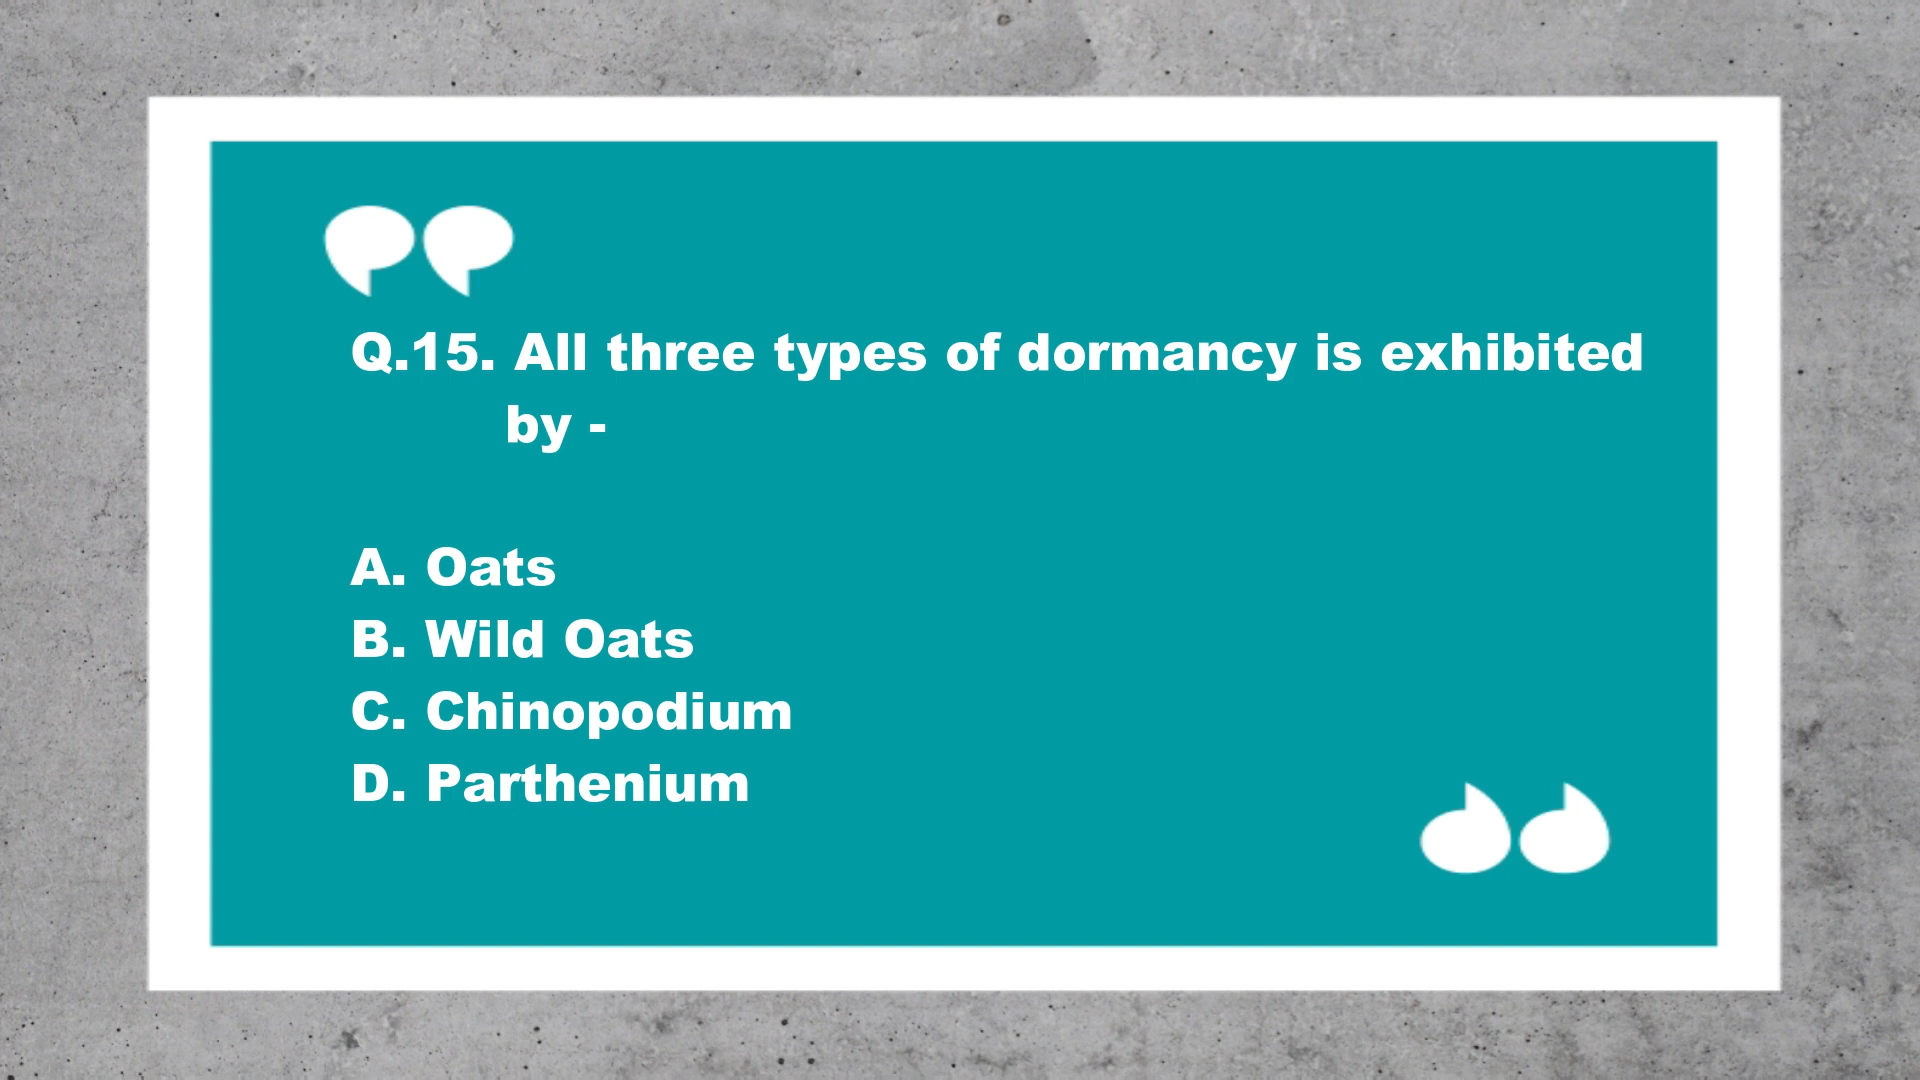 Q.15. All three types of dormancy is exhibited
by -
A. Oats
B. Wild Oats
C. Chinopodium
D. Parthenium